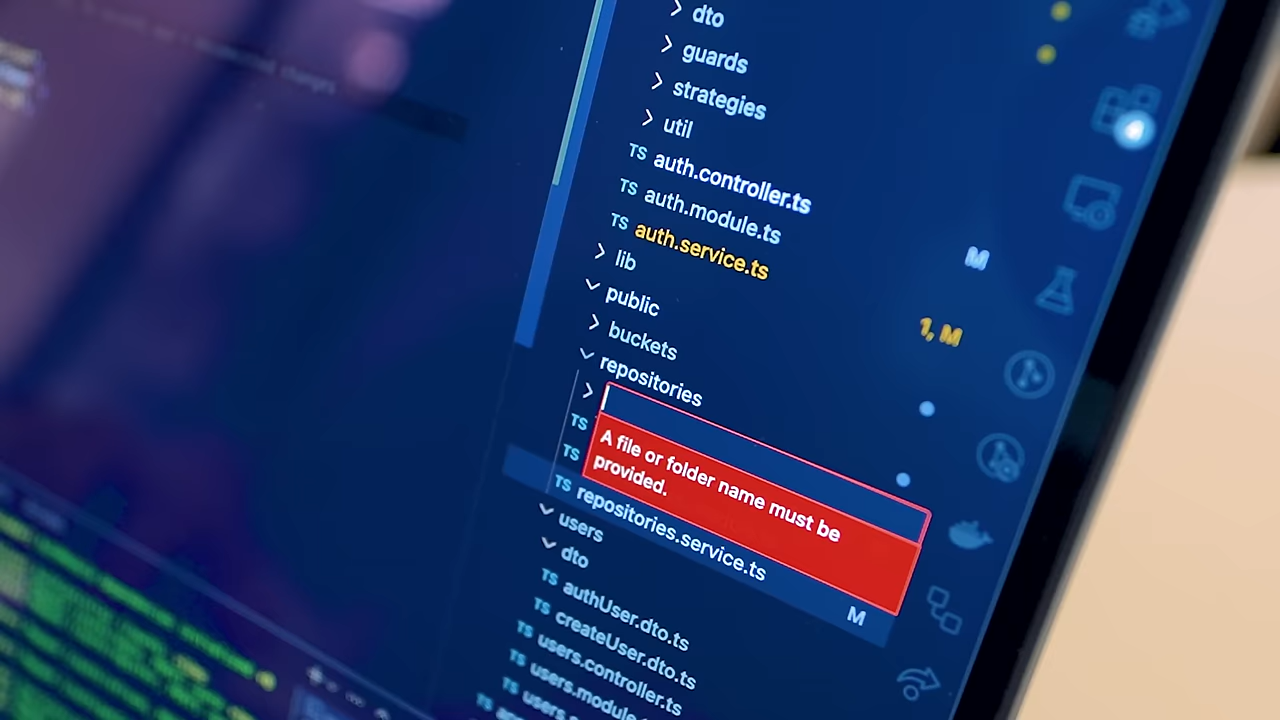 dto
guards
strategies
util
TS auth.controller.ts
TS auth.module.ts
M
TS auth.service.ts
1, M
lib
public
buckets
repositories
TS
A file or folder name must be
provided.
TS
TS repositories.service.ts
M
users
dto
TS authUser.dto.ts
TS createUser.dto.ts
TS users.controller.ts
TS users.module
TS users.
TS